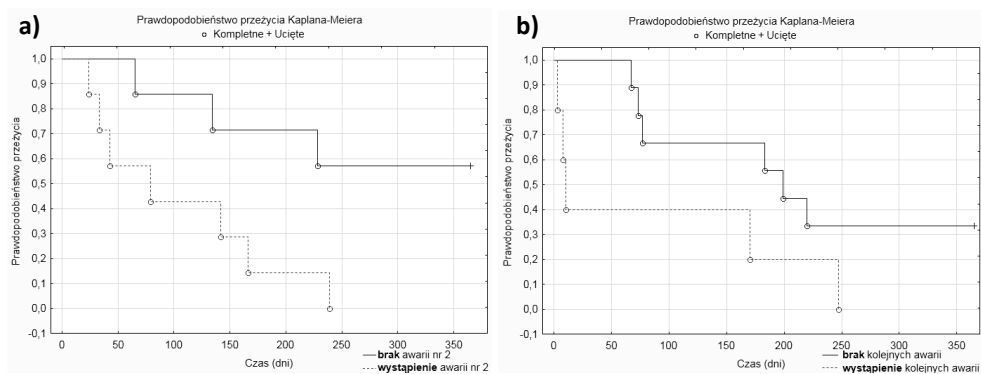 a)
Prawdopodobieństwo przeżycia Kaplana-Meiera
○ Kompletne + Ucięte
Prawdopodobieństwo przeżycia
1,0
0,9
0,8
0,7
0,6
0,5
0,4
0,3
0,2
0,1
0,0
-0,1
0 50 100 150 200 250 300 350
Czas (dni)
brak awarii nr 2
wystąpienie awarii nr 2
b)
Prawdopodobieństwo przeżycia Kaplana-Meiera
○ Kompletne + Ucięte
Prawdopodobieństwo przeżycia
1,0
0,9
0,8
0,7
0,6
0,5
0,4
0,3
0,2
0,1
0,0
-0,1
0 50 100 150 200 250 300 350
Czas (dni)
brak kolejnych awarii
wystąpienie kolejnych awarii